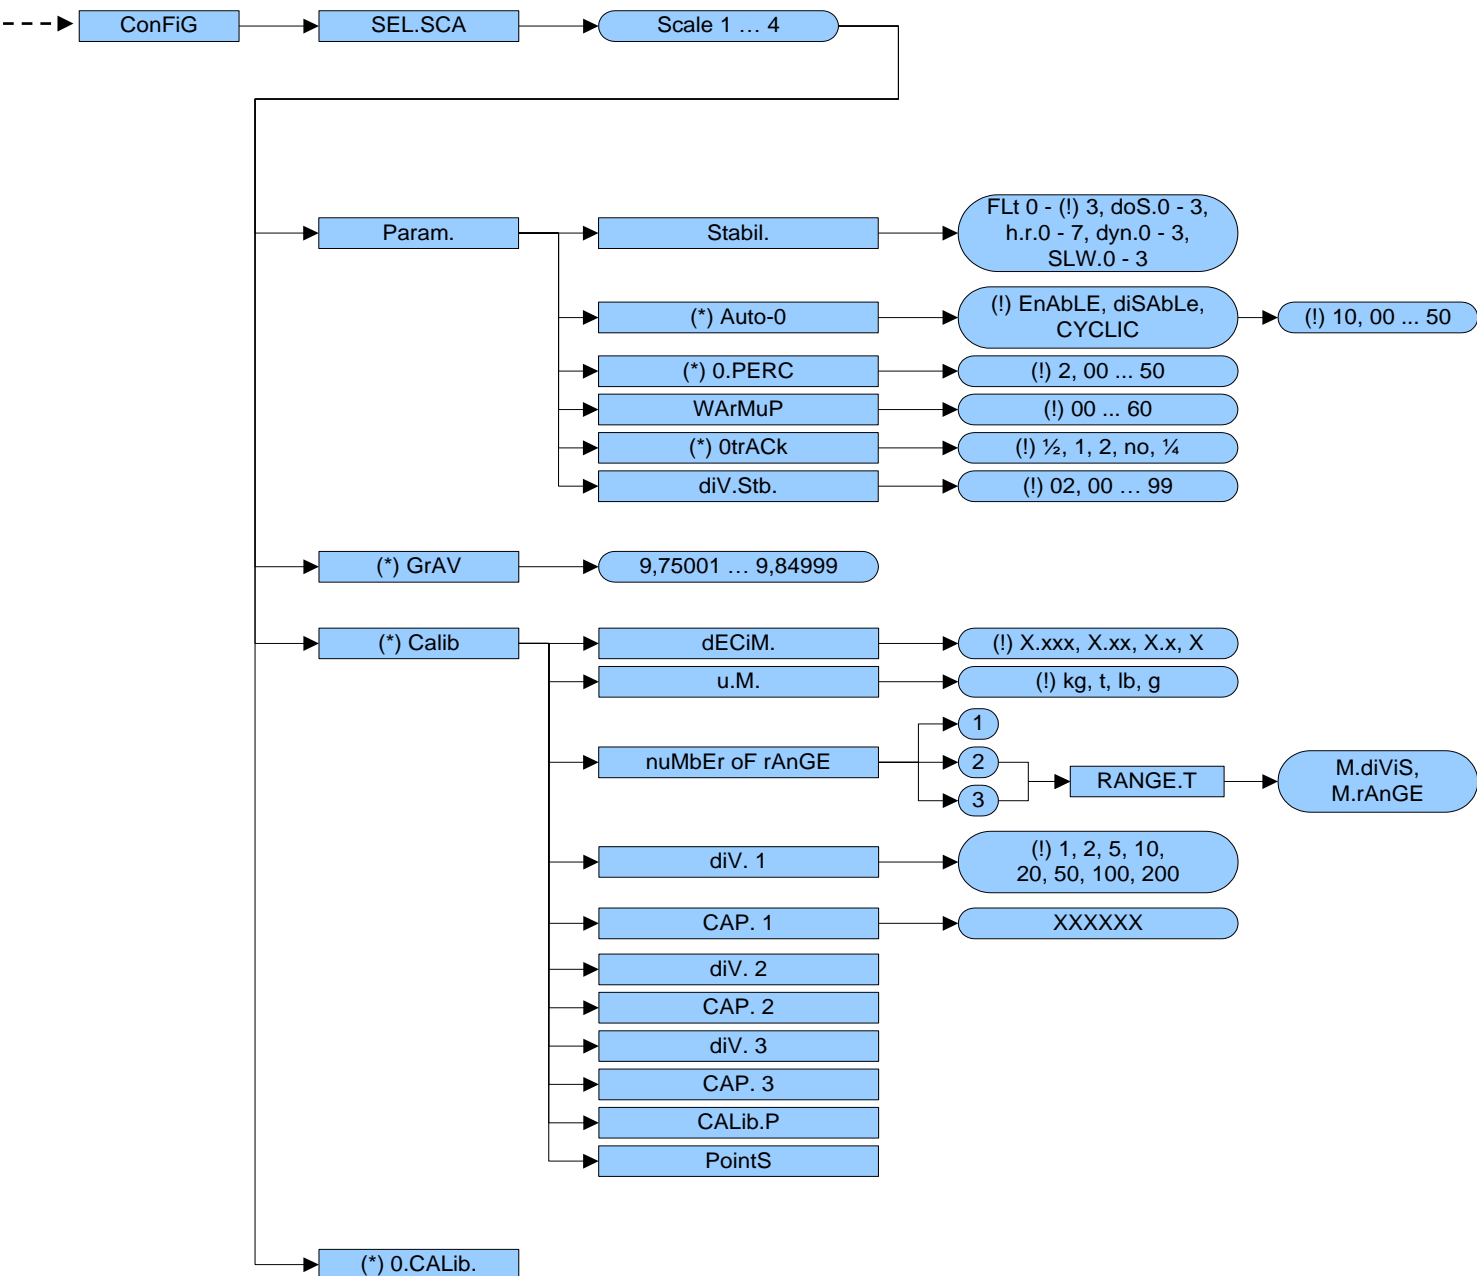 ConFiG
SEL.SCA
Scale 1 … 4
Param.
Stabil.
FLt 0 - (!) 3, doS.0 - 3,
h.r.0 - 7, dyn.0 - 3,
SLW.0 - 3
(*) Auto-0
(!) EnAbLE, diSAbLe,
CYCLIC
(!) 10, 00 ... 50
(*) 0.PERC
(!) 2, 00 ... 50
WArMuP
(!) 00 ... 60
(*) 0trACk
(!) ½, 1, 2, no, ¼
diV.Stb.
(!) 02, 00 … 99
(*) GrAV
9,75001 … 9,84999
(*) Calib
dECiM.
(!) X.xxx, X.xx, X.x, X
u.M.
(!) kg, t, lb, g
nuMbEr oF rAnGE
1
2
3
RANGE.T
M.diViS,
M.rAnGE
diV. 1
(!) 1, 2, 5, 10,
20, 50, 100, 200
CAP. 1
XXXXXX
diV. 2
CAP. 2
diV. 3
CAP. 3
CALib.P
PointS
(*) 0.CALib.